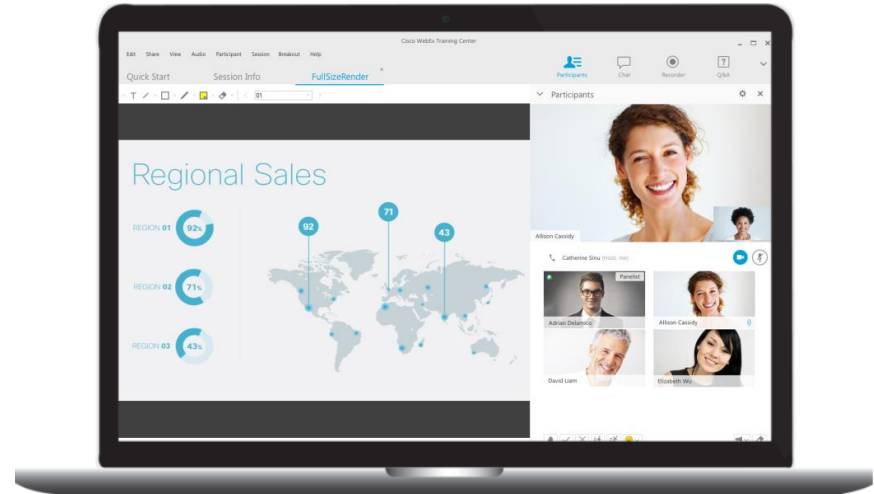 Cisco WebEx Training Center
Edit Share View Audio Participant Session Breakout Help
Quick Start Session Info FullSizeRender
Participants Chat Recorder Q&A
T 01
Participants
Regional Sales
REGION 01 92%
REGION 02 71%
REGION 03 43%
92
71
43
Allison Cassidy
Catherine Sinu (Host, me)
Panelist
Adrian Delamico
Allison Cassidy
David Liam
Elizabeth Wu